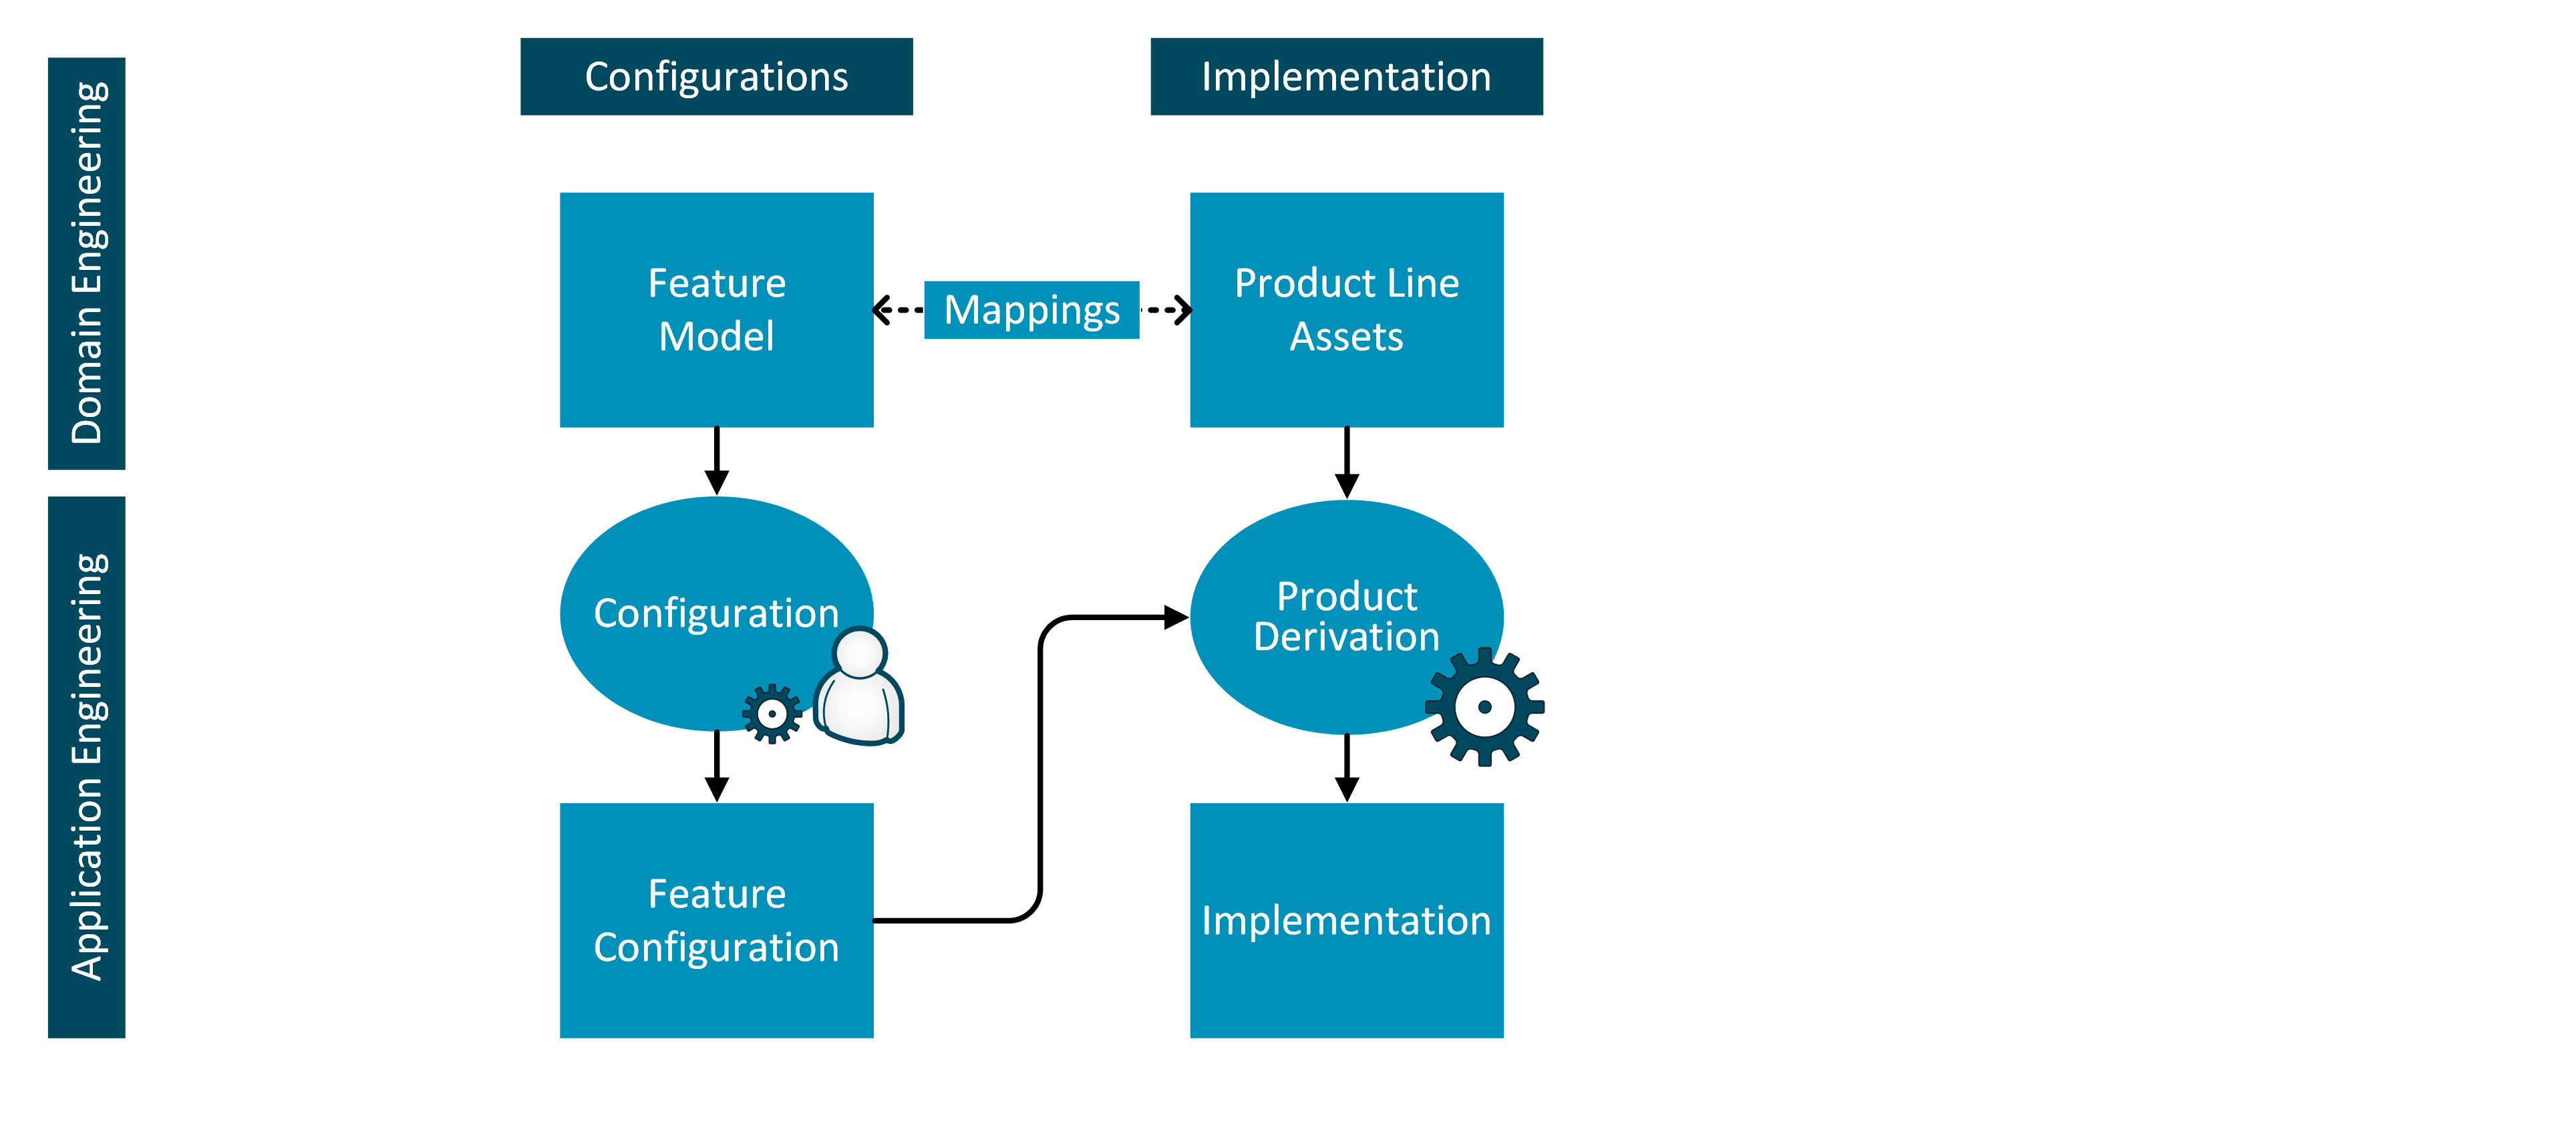 Configurations
Implementation
Domain Engineering
Feature
Model
Mappings
Product Line
Assets
Application Engineering
Configuration
Product
Derivation
Feature
Configuration
Implementation